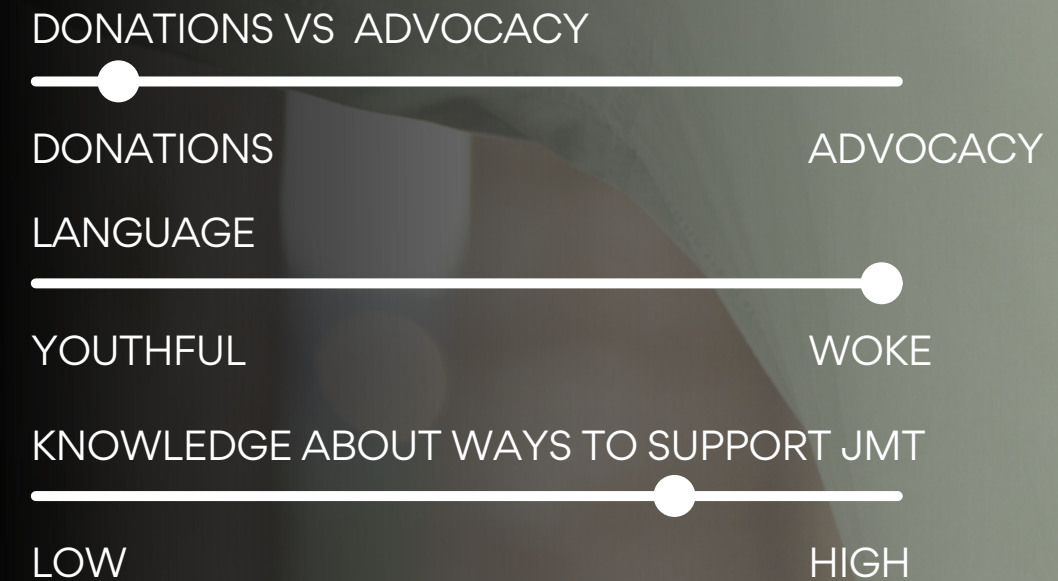 DONATIONS VS ADVOCACY
DONATIONS ADVOCACY
LANGUAGE
YOUTHFUL WOKE
KNOWLEDGE ABOUT WAYS TO SUPPORT JMT
LOW HIGH